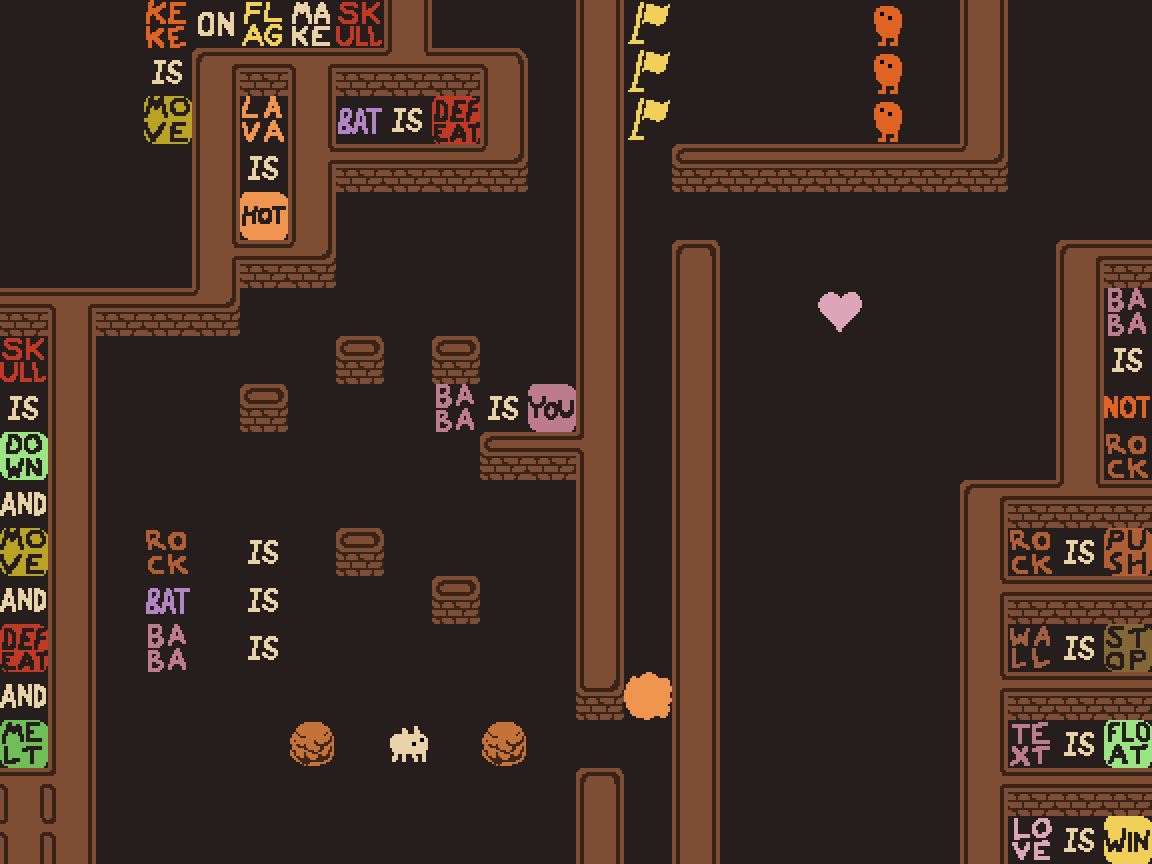 KEKE ON FLAG MAKE SKULL
IS
MOVE
LAVA
IS
HOT
BAT IS DEFEAT
BABA
IS
NOT
ROCK
SKULL
IS
DOWN
AND
MOVE
AND
DEFEAT
AND
MELT
BABA IS YOU
ROCK IS
BAT IS
BABA IS
ROCK IS PUSH
WALL IS STOP
TEXT IS FLOAT
LOVE IS WIN